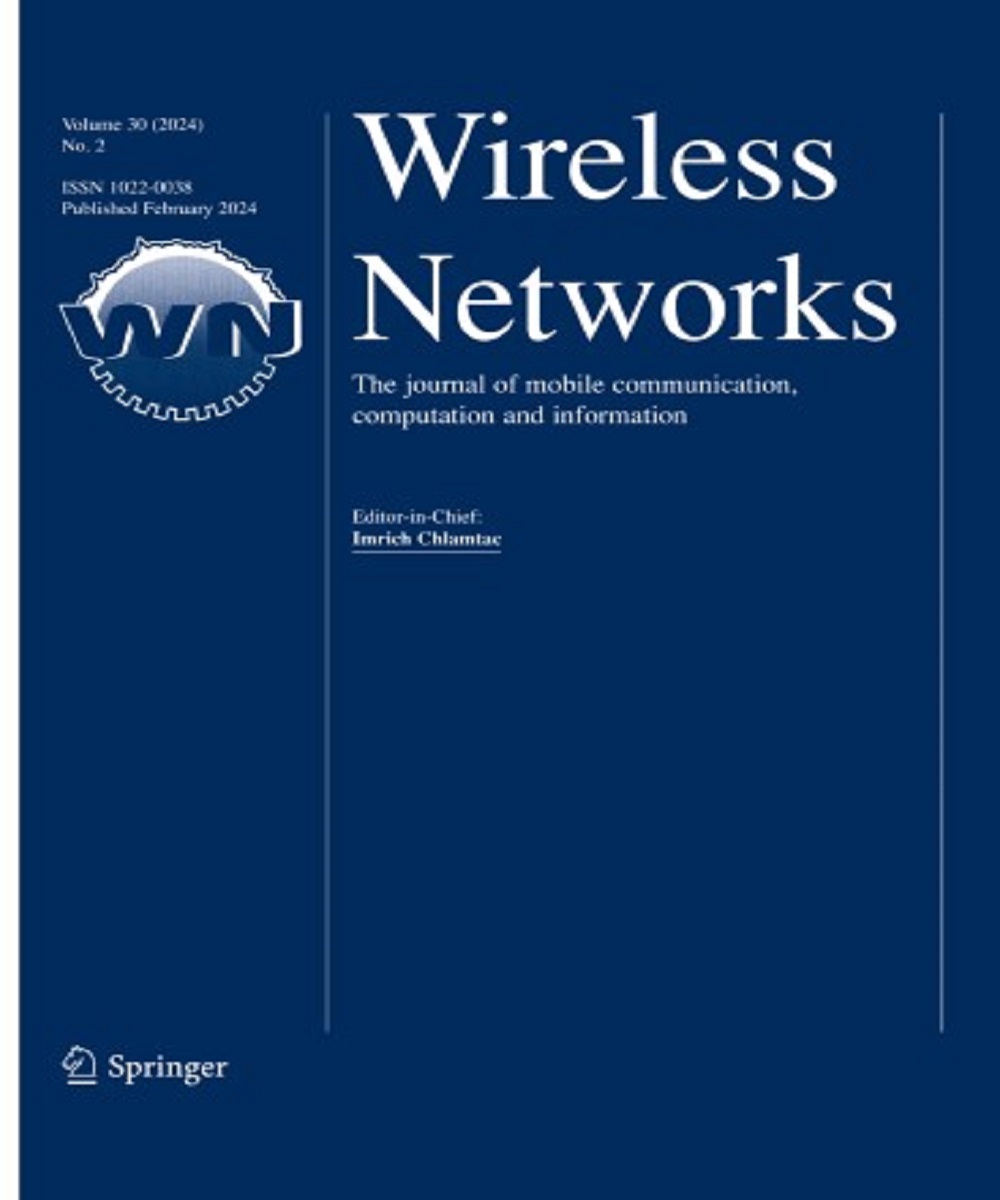 Volume 30 (2024)
No. 2
ISSN 1022-0038
Published February 2024
WN
Wireless
Networks
The journal of mobile communication,
computation and information
Editor-in-Chief:
Imrich Chlamtac
Springer